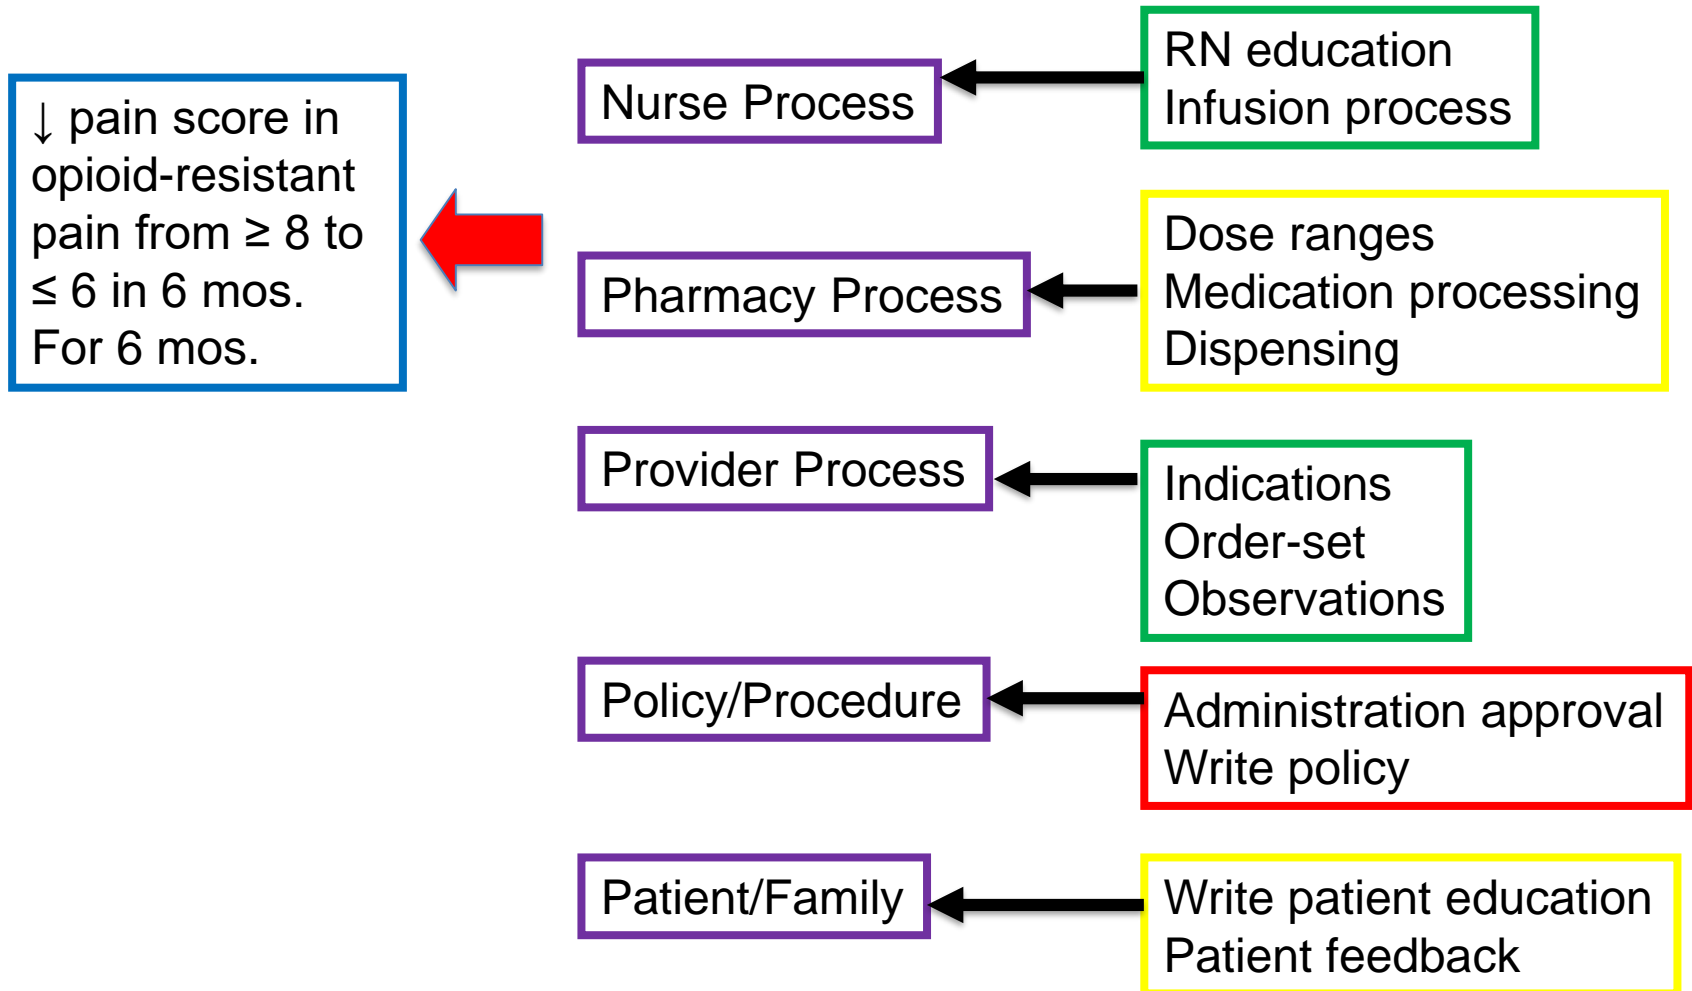 ↓ pain score in
opioid-resistant
pain from ≥ 8 to
≤ 6 in 6 mos.
For 6 mos.
Nurse Process
RN education
Infusion process
Pharmacy Process
Dose ranges
Medication processing
Dispensing
Provider Process
Indications
Order-set
Observations
Policy/Procedure
Administration approval
Write policy
Patient/Family
Write patient education
Patient feedback